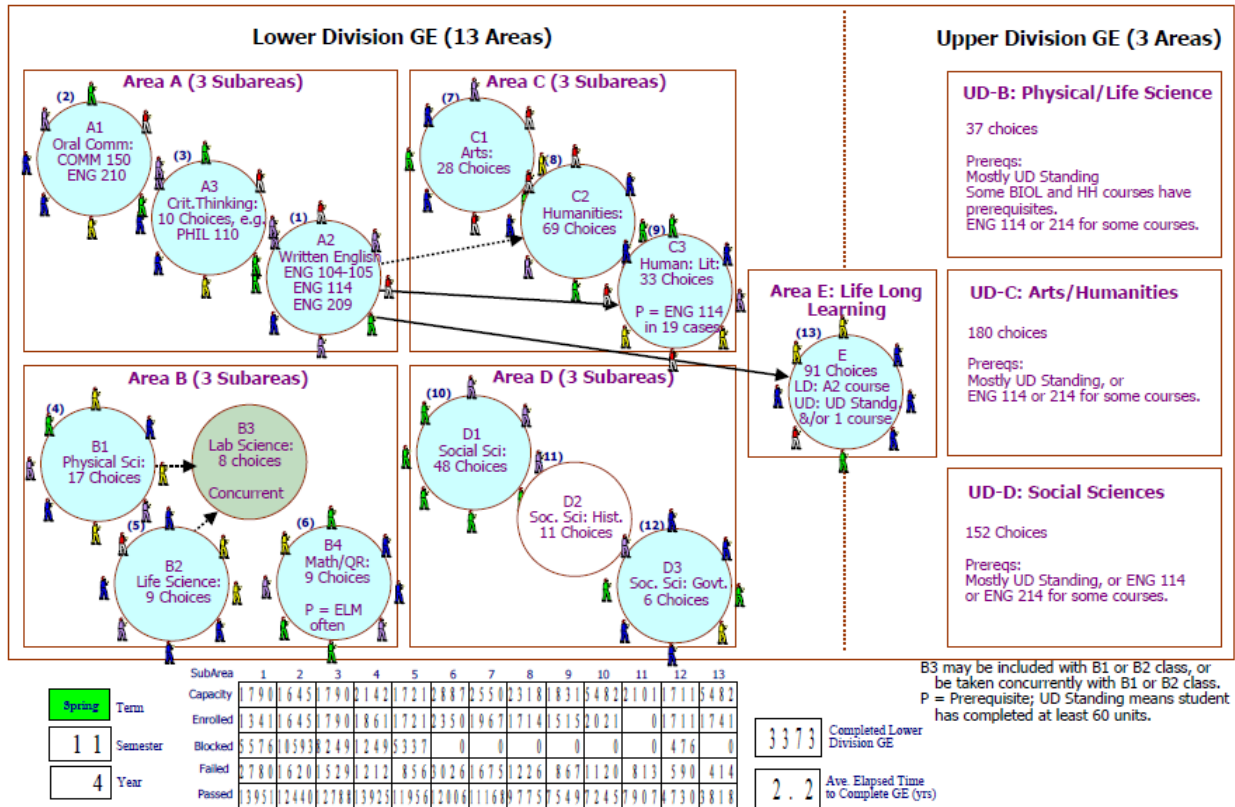 Lower Division GE (13 Areas)
Upper Division GE (3 Areas)
Area A (3 Subareas)
(2)
A1
Oral Comm:
COMM 150
ENG 210
(3)
A3
Crit.Thinking:
10 Choices, e.g.
PHIL 110
(1)
A2
Written English
ENG 104-105
ENG 114
ENG 209
Area C (3 Subareas)
(7)
C1
Arts:
28 Choices
(8)
C2
Humanities:
69 Choices
(9)
C3
Human: Lit:
33 Choices
P = ENG 114
in 19 cases
Area B (3 Subareas)
(4)
B1
Physical Sci:
17 Choices
B3
Lab Science:
8 choices
Concurrent
(5)
B2
Life Science:
9 Choices
(6)
B4
Math/QR:
9 Choices
P = ELM
often
Area D (3 Subareas)
(10)
D1
Social Sci:
48 Choices
(11)
D2
Soc. Sci: Hist.
11 Choices
(12)
D3
Soc. Sci: Govt.
6 Choices
Area E: Life Long
Learning
(13)
E
91 Choices
LD: A2 course
UD: UD Standg.
&/or 1 course
UD-B: Physical/Life Science
37 choices
Prereqs:
Mostly UD Standing
Some BIOL and HH courses have
prerequisites.
ENG 114 or 214 for some courses.
UD-C: Arts/Humanities
180 choices
Prereqs:
Mostly UD Standing, or
ENG 114 or 214 for some courses.
UD-D: Social Sciences
152 Choices
Prereqs:
Mostly UD Standing, or ENG 114
or ENG 214 for some courses.
B3 may be included with B1 or B2 class, or
be taken concurrently with B1 or B2 class.
P = Prerequisite; UD Standing means student
has completed at least 60 units.
Spring Term
11 Semester
4 Year
SubArea 1 2 3 4 5 6 7 8 9 10 11 12 13
Capacity 1790 1645 1790 2142 1721 2887 2550 2318 1831 5482 2101 1711 5482
Enrolled 1341 1645 1790 1861 1721 2350 1967 1714 1515 2021 0 1711 1741
Blocked 5576 10593 8249 1249 5337 0 0 0 0 0 0 476 0
Failed 2780 1620 1529 1212 856 3026 1675 1226 867 1120 813 590 414
Passed 13951 12440 12788 13925 11956 12006 11168 9775 7549 7245 7907 4730 3818
3373 Completed Lower
Division GE
2.2 Ave. Elapsed Time
to Complete GE (yrs)